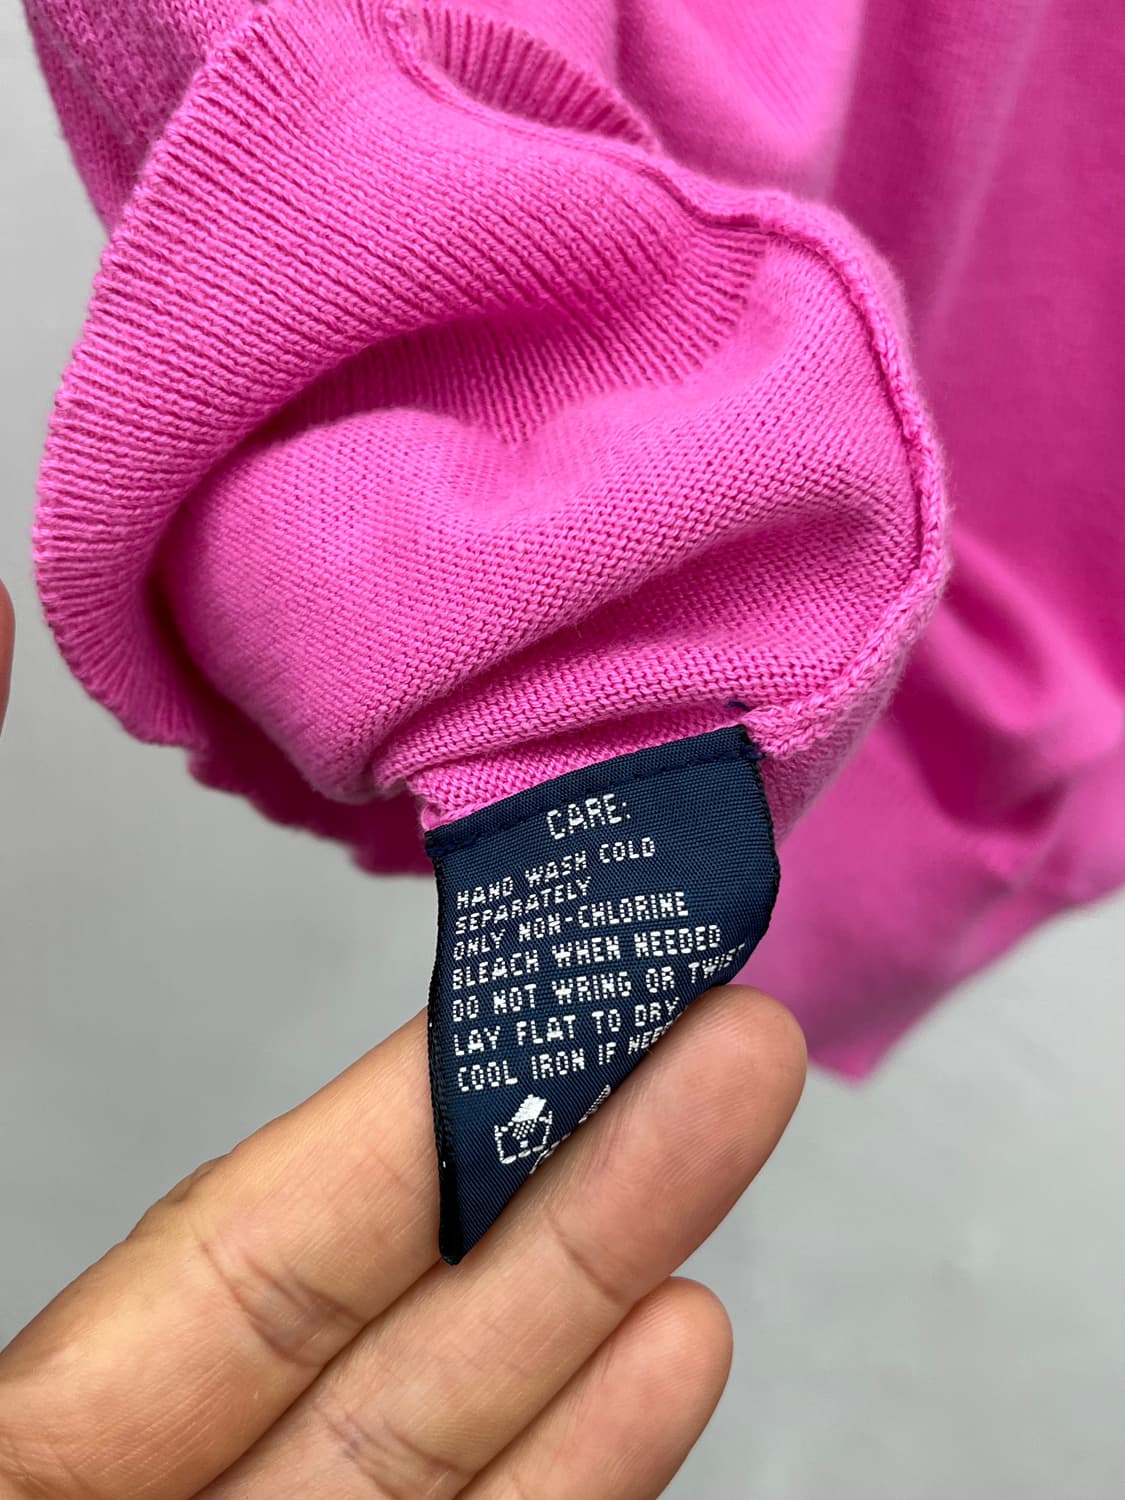 CARE:
HAND WASH COLD
SEPARATELY
ONLY NON-CHLORINE
BLEACH WHEN NEEDED
DO NOT WRING OR TWIST
LAY FLAT TO DRY
COOL IRON IF